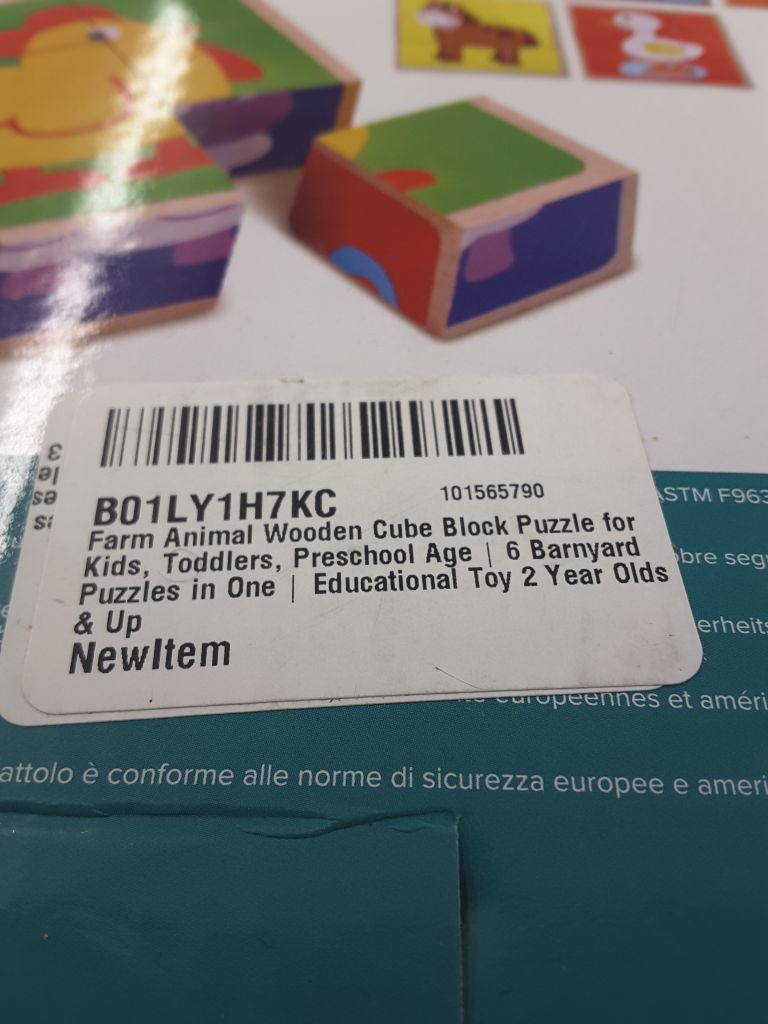 B01LY1H7KC
101565790
Farm Animal Wooden Cube Block Puzzle for
Kids, Toddlers, Preschool Age | 6 Barnyard
Puzzles in One | Educational Toy 2 Year Olds
& Up
NewItem
ASTM F963
européennes et améri
attolo è conforme alle norme di sicurezza europee e ameri